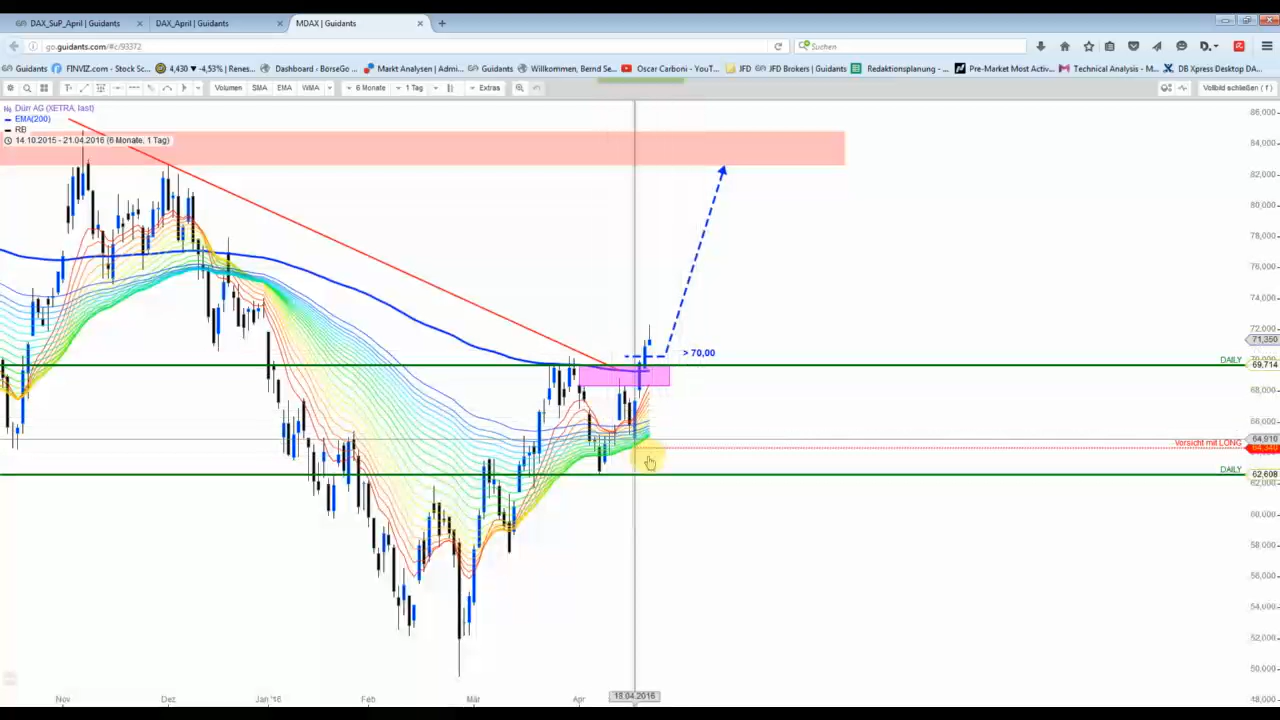 DAX_SuP_April | Guidants
DAX_April | Guidants
MDAX | Guidants
go.guidants.com/#c/93372
Suchen
Guidants
FINVIZ.com - Stock Sc...
4,430 ▾ -4,53% | Renes...
Dashboard - BörseGo ...
Markt Analysen | Admi...
Guidants
Willkommen, Bernd Se...
Oscar Carboni - YouT...
JFD
JFD Brokers | Guidants
Redaktionsplanung - ...
Pre-Market Most Activ...
Technical Analysis - M...
DB Xpress Desktop DA...
Volumen
SMA
EMA
WMA
6 Monate
1 Tag
Extras
Vollbild schließen ( f )
Dürr AG (XETRA, last)
EMA(200)
RB
14.10.2015 - 21.04.2016 (6 Monate, 1 Tag)
86,000
84,000
82,000
80,000
78,000
76,000
74,000
72,000
71,350
> 70,00
DAILY
69,714
68,000
66,000
64,910
Vorsicht mit LONG
DAILY
62,608
62,000
60,000
58,000
56,000
54,000
52,000
50,000
48,000
Nov
Dez
Jan '16
Feb
Mär
Apr
18.04.2016